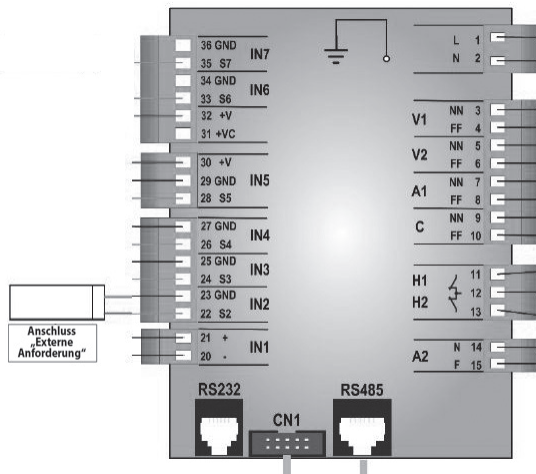 36 GND
35 S7
IN7
34 GND
33 S6
IN6
32 +V
31 +VC
30 +V
29 GND
28 S5
IN5
27 GND
26 S4
IN4
25 GND
24 S3
IN3
23 GND
22 S2
IN2
21 +
20 -
IN1
Anschluss
„Externe
Anforderung"
L 1
N 2
V1
NN 3
FF 4
V2
NN 5
FF 6
A1
NN 7
FF 8
C
NN 9
FF 10
H1
H2
11
12
13
A2
N 14
F 15
RS232
CN1
RS485